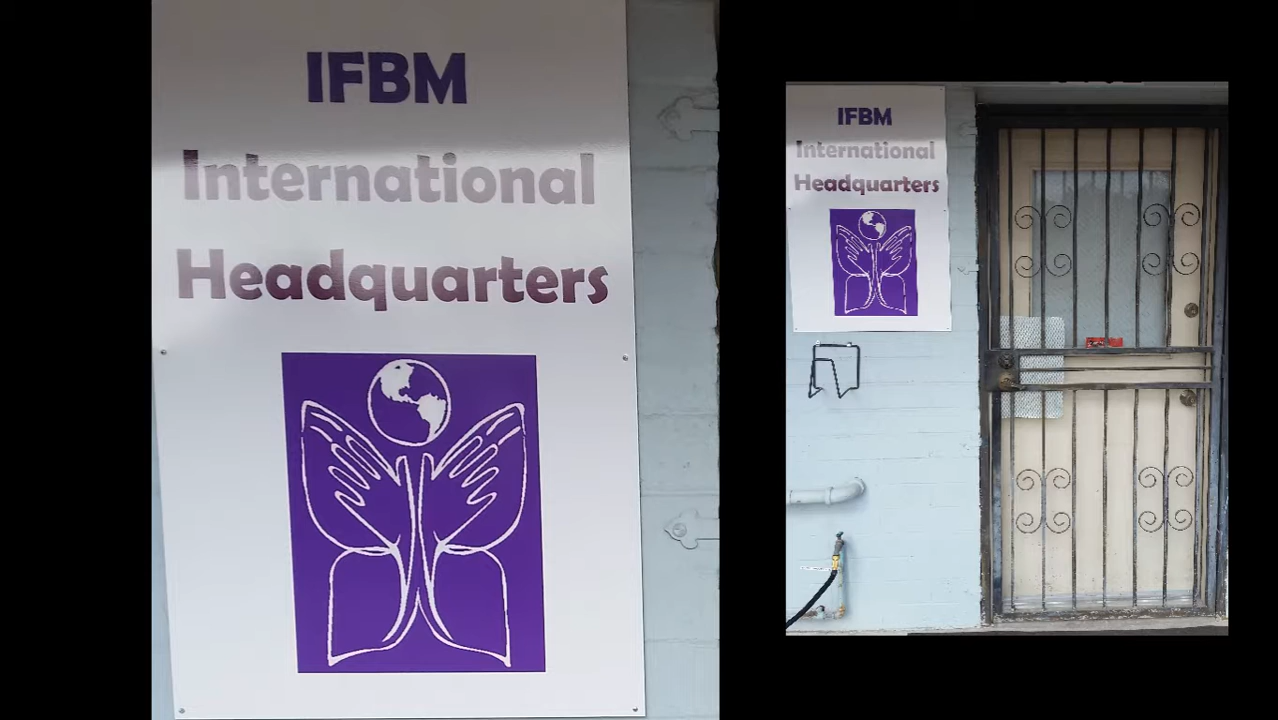 IFBM
International
Headquarters
IFBM
International
Headquarters